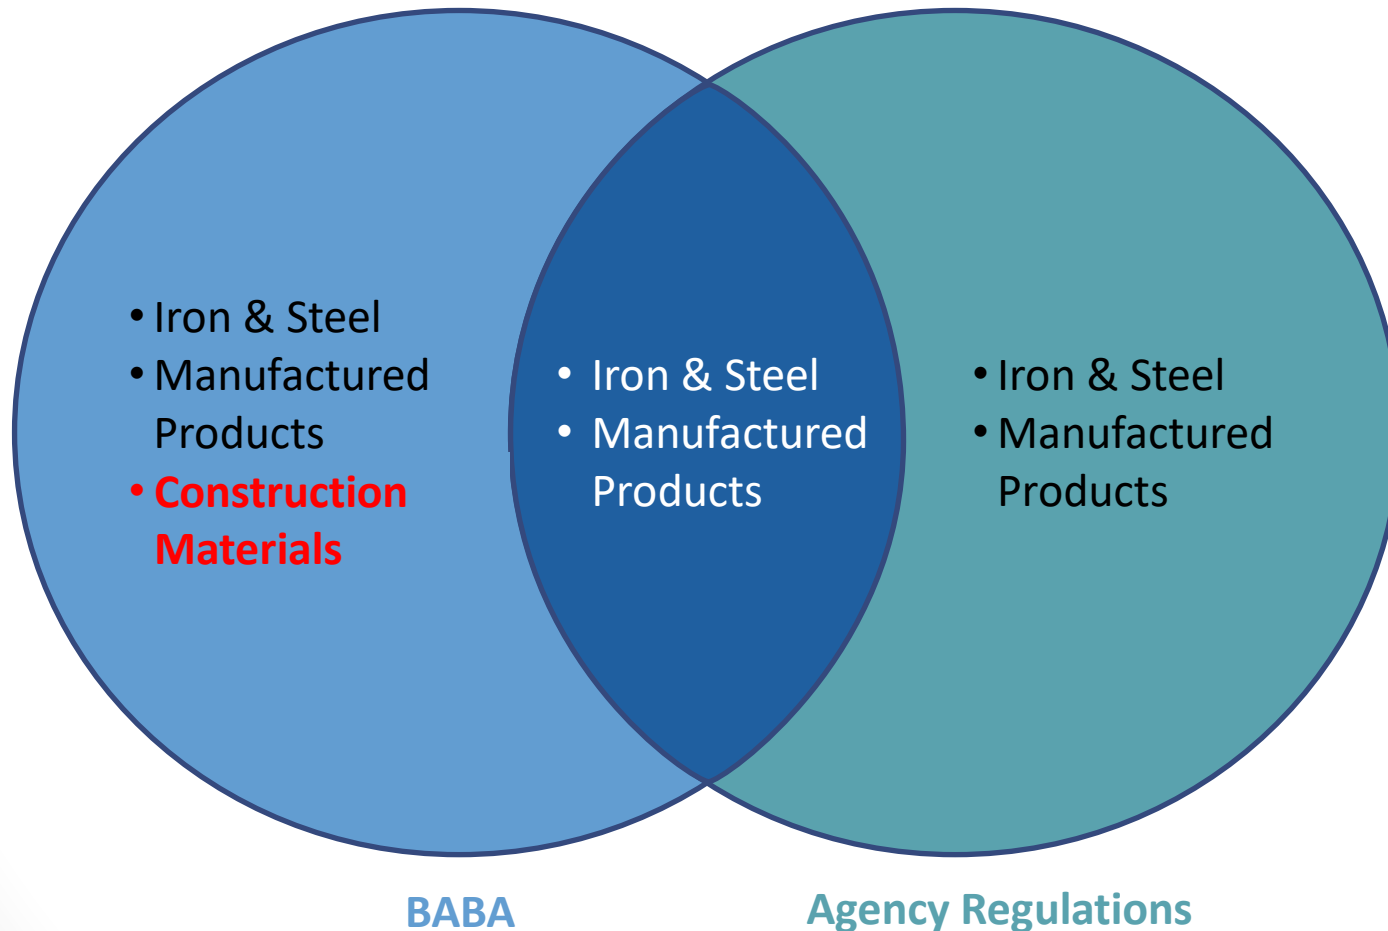 • Iron & Steel
• Manufactured
Products
• Construction
Materials
• Iron & Steel
• Manufactured
Products
• Iron & Steel
• Manufactured
Products
BABA
Agency Regulations